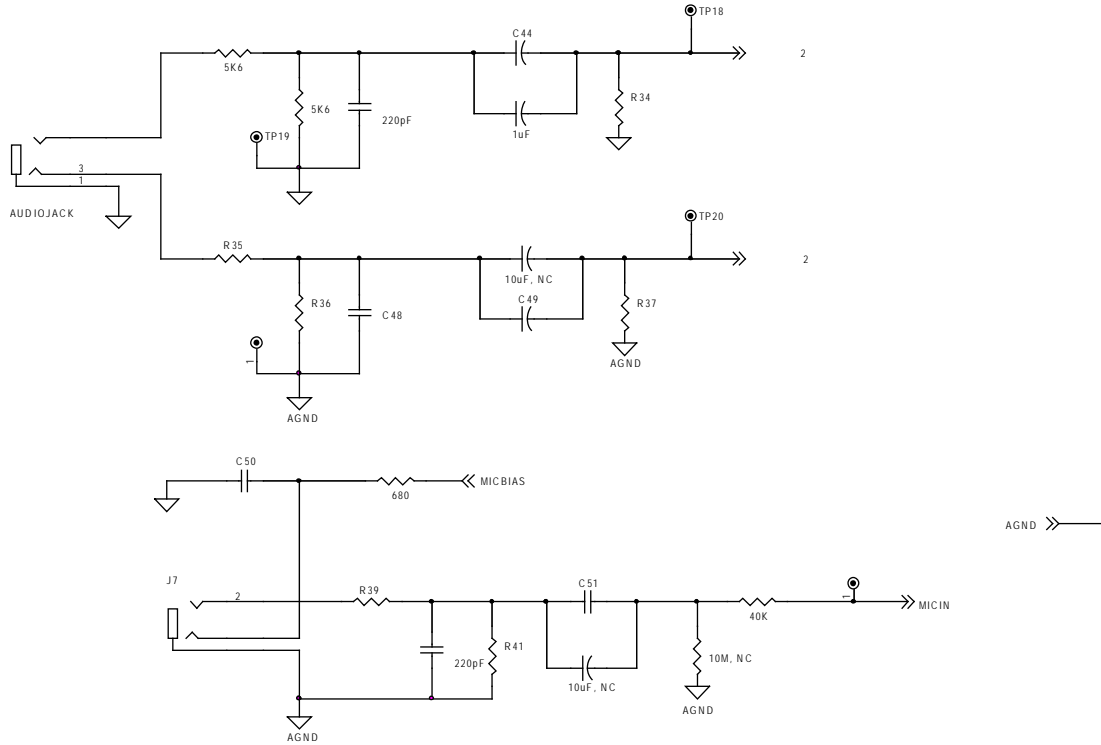 TP18
C44
2
5K6
5K6
220pF
1uF
R34
TP19
3
1
AUDIOJACK
TP20
R35
2
10uF, NC
C49
R36
C48
R37
1
AGND
AGND
C50
680
MICBIAS
AGND
J7
2
R39
C51
1
MICIN
40K
220pF
R41
10uF, NC
10M, NC
AGND
AGND